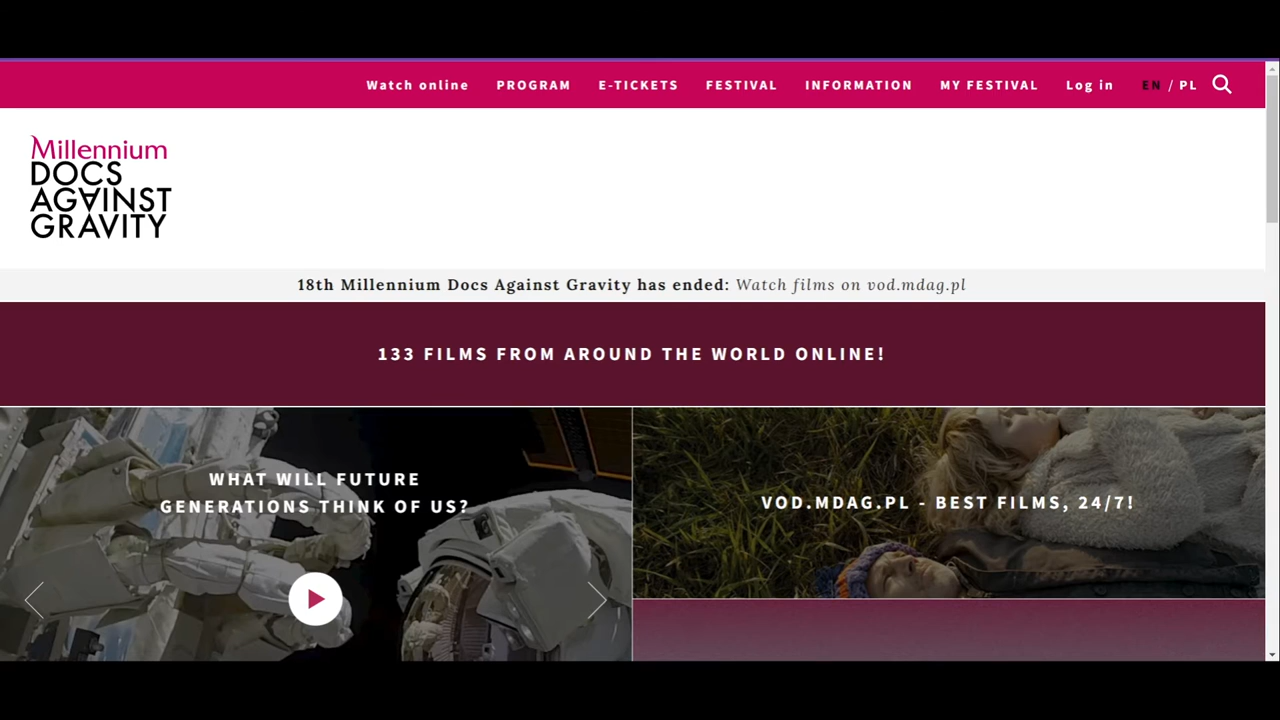 Watch online PROGRAM E-TICKETS FESTIVAL INFORMATION MY FESTIVAL Log in EN / PL
Millennium
DOCS
AGAINST
GRAVITY
18th Millennium Docs Against Gravity has ended: Watch films on vod.mdag.pl
133 FILMS FROM AROUND THE WORLD ONLINE!
WHAT WILL FUTURE
GENERATIONS THINK OF US?
VOD.MDAG.PL - BEST FILMS, 24/7!